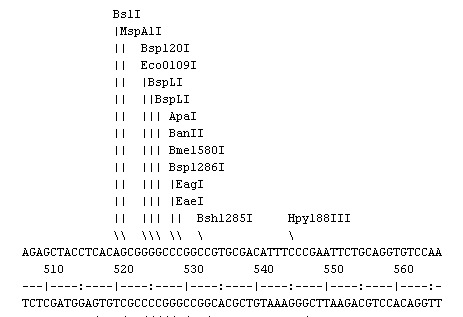 BslI
|MspA1I
|| Bsp120I
|| Eco0109I
|| |BspLI
|| ||BspLI
|| ||| ApaI
|| ||| BanII
|| ||| Bme1580I
|| ||| Bsp1286I
|| ||| |EagI
|| ||| |EaeI
|| ||| || Bsh1285I Hpy188III
\\ \\\ \\ \ \
AGAGCTACCTCACAGCGGGGCCCGGCCGTGCGACATTTCCCGAATTCTGCAGGTGTCCAA
510 520 530 540 550 560
---|----:----|----:----|----:----|----:----|----:----|----:-
TCTCGATGGAGTGTCGCCCCGGGCCGGCACGCTGTAAAGGGCTTAAGACGTCCACAGGTT